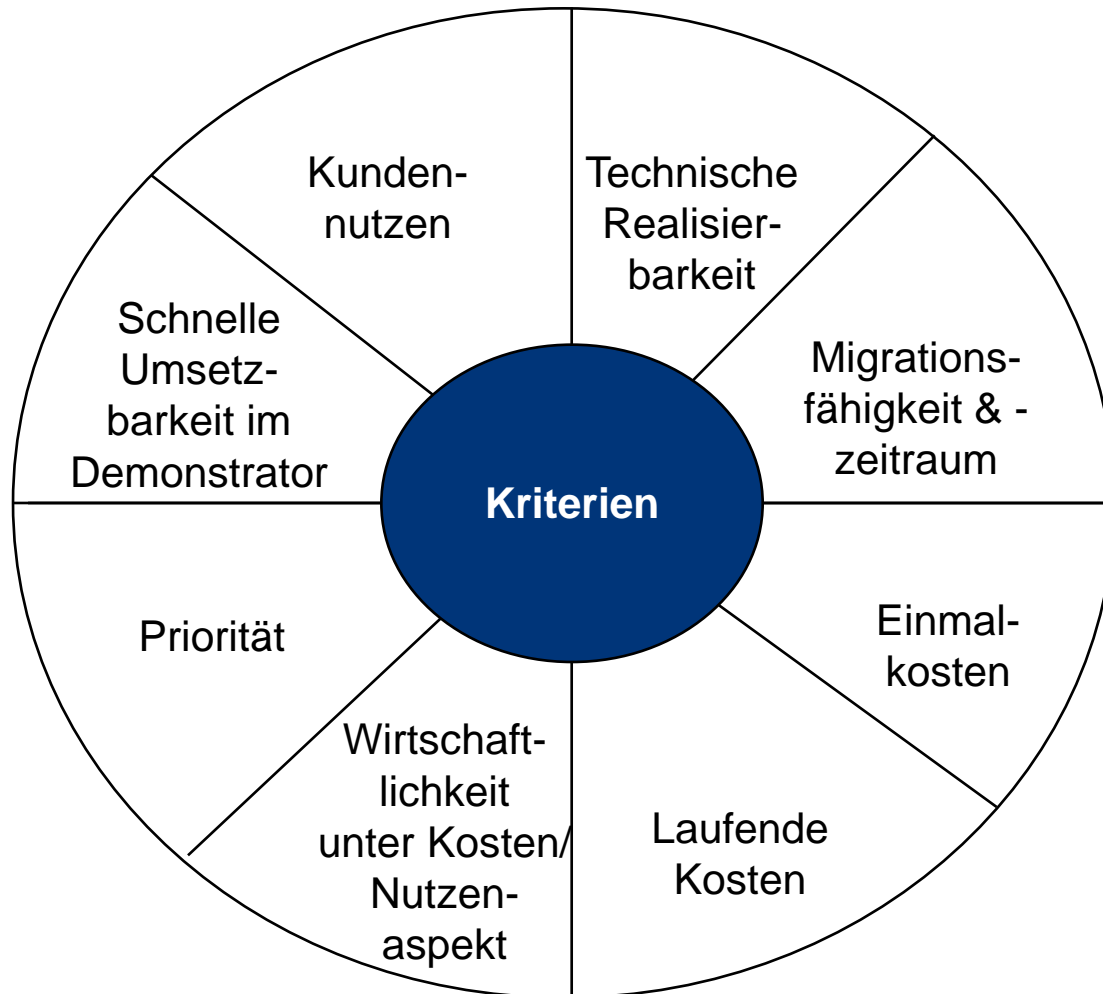 Kunden-
nutzen
Technische
Realisier-
barkeit
Migrations-
fähigkeit & -
zeitraum
Einmal-
kosten
Laufende
Kosten
Wirtschaft-
lichkeit
unter Kosten/
Nutzen-
aspekt
Priorität
Schnelle
Umsetz-
barkeit im
Demonstrator
Kriterien